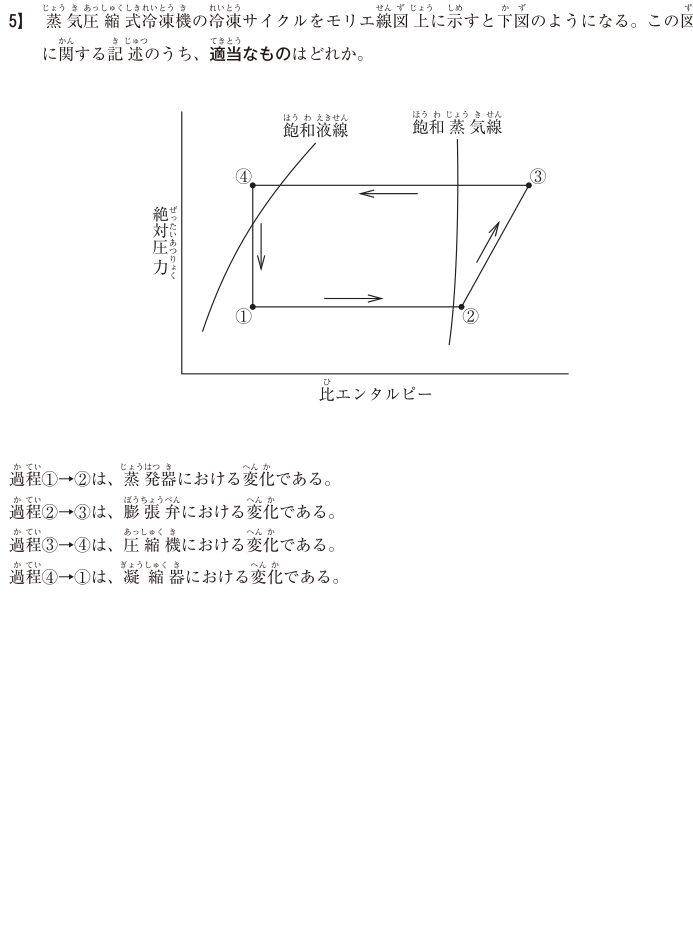 5】 蒸気圧縮式冷凍機の冷凍サイクルをモリエ線図上に示すと下図のようになる。この図
に関する記述のうち、適当なものはどれか。
飽和液線
飽和蒸気線
④
③
絶対圧力
①
②
比エンタルピー
過程①→②は、蒸発器における変化である。
過程②→③は、膨張弁における変化である。
過程③→④は、圧縮機における変化である。
過程④→①は、凝縮器における変化である。